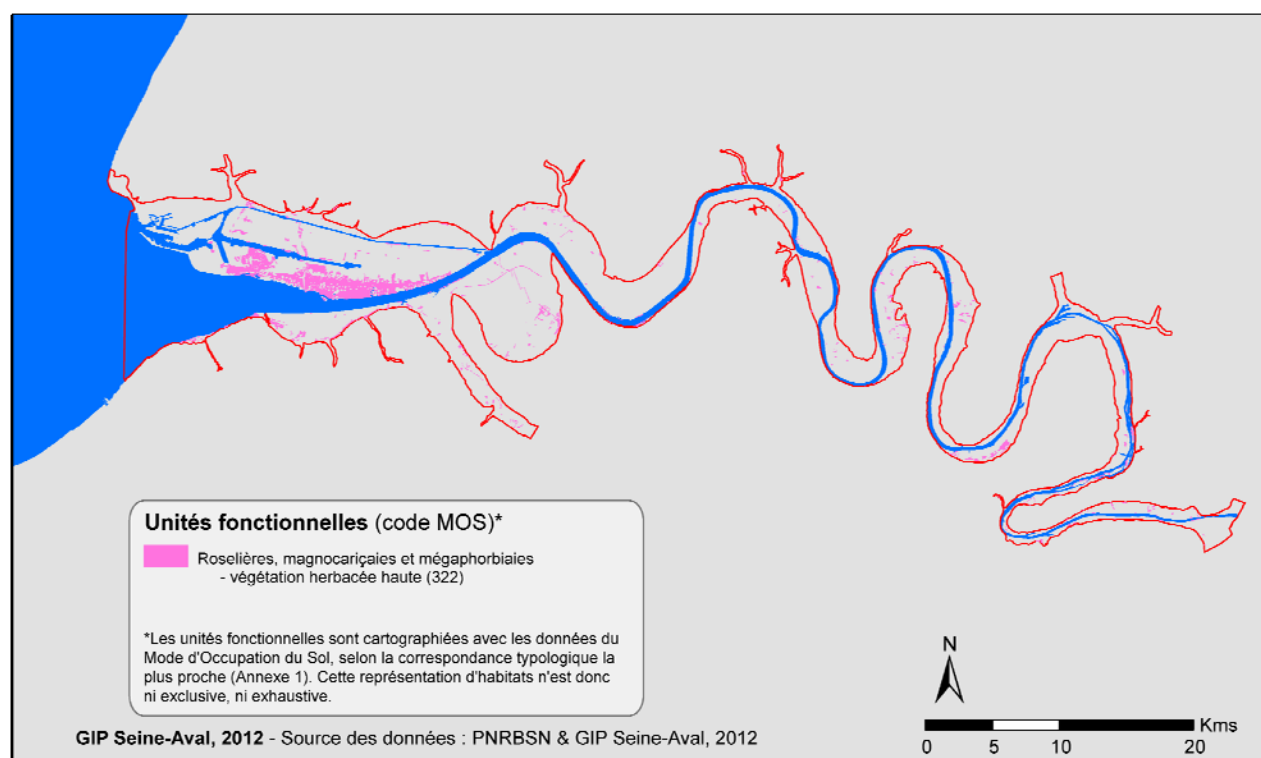 Unités fonctionnelles (code MOS)*
Roselières, magnocariçaies et mégaphorbiaies
- végétation herbacée haute (322)
*Les unités fonctionnelles sont cartographiées avec les données du
Mode d'Occupation du Sol, selon la correspondance typologique la
plus proche (Annexe 1). Cette représentation d'habitats n'est donc
ni exclusive, ni exhaustive.
GIP Seine-Aval, 2012 - Source des données : PNRBSN & GIP Seine-Aval, 2012
N
Kms
0 5 10 20